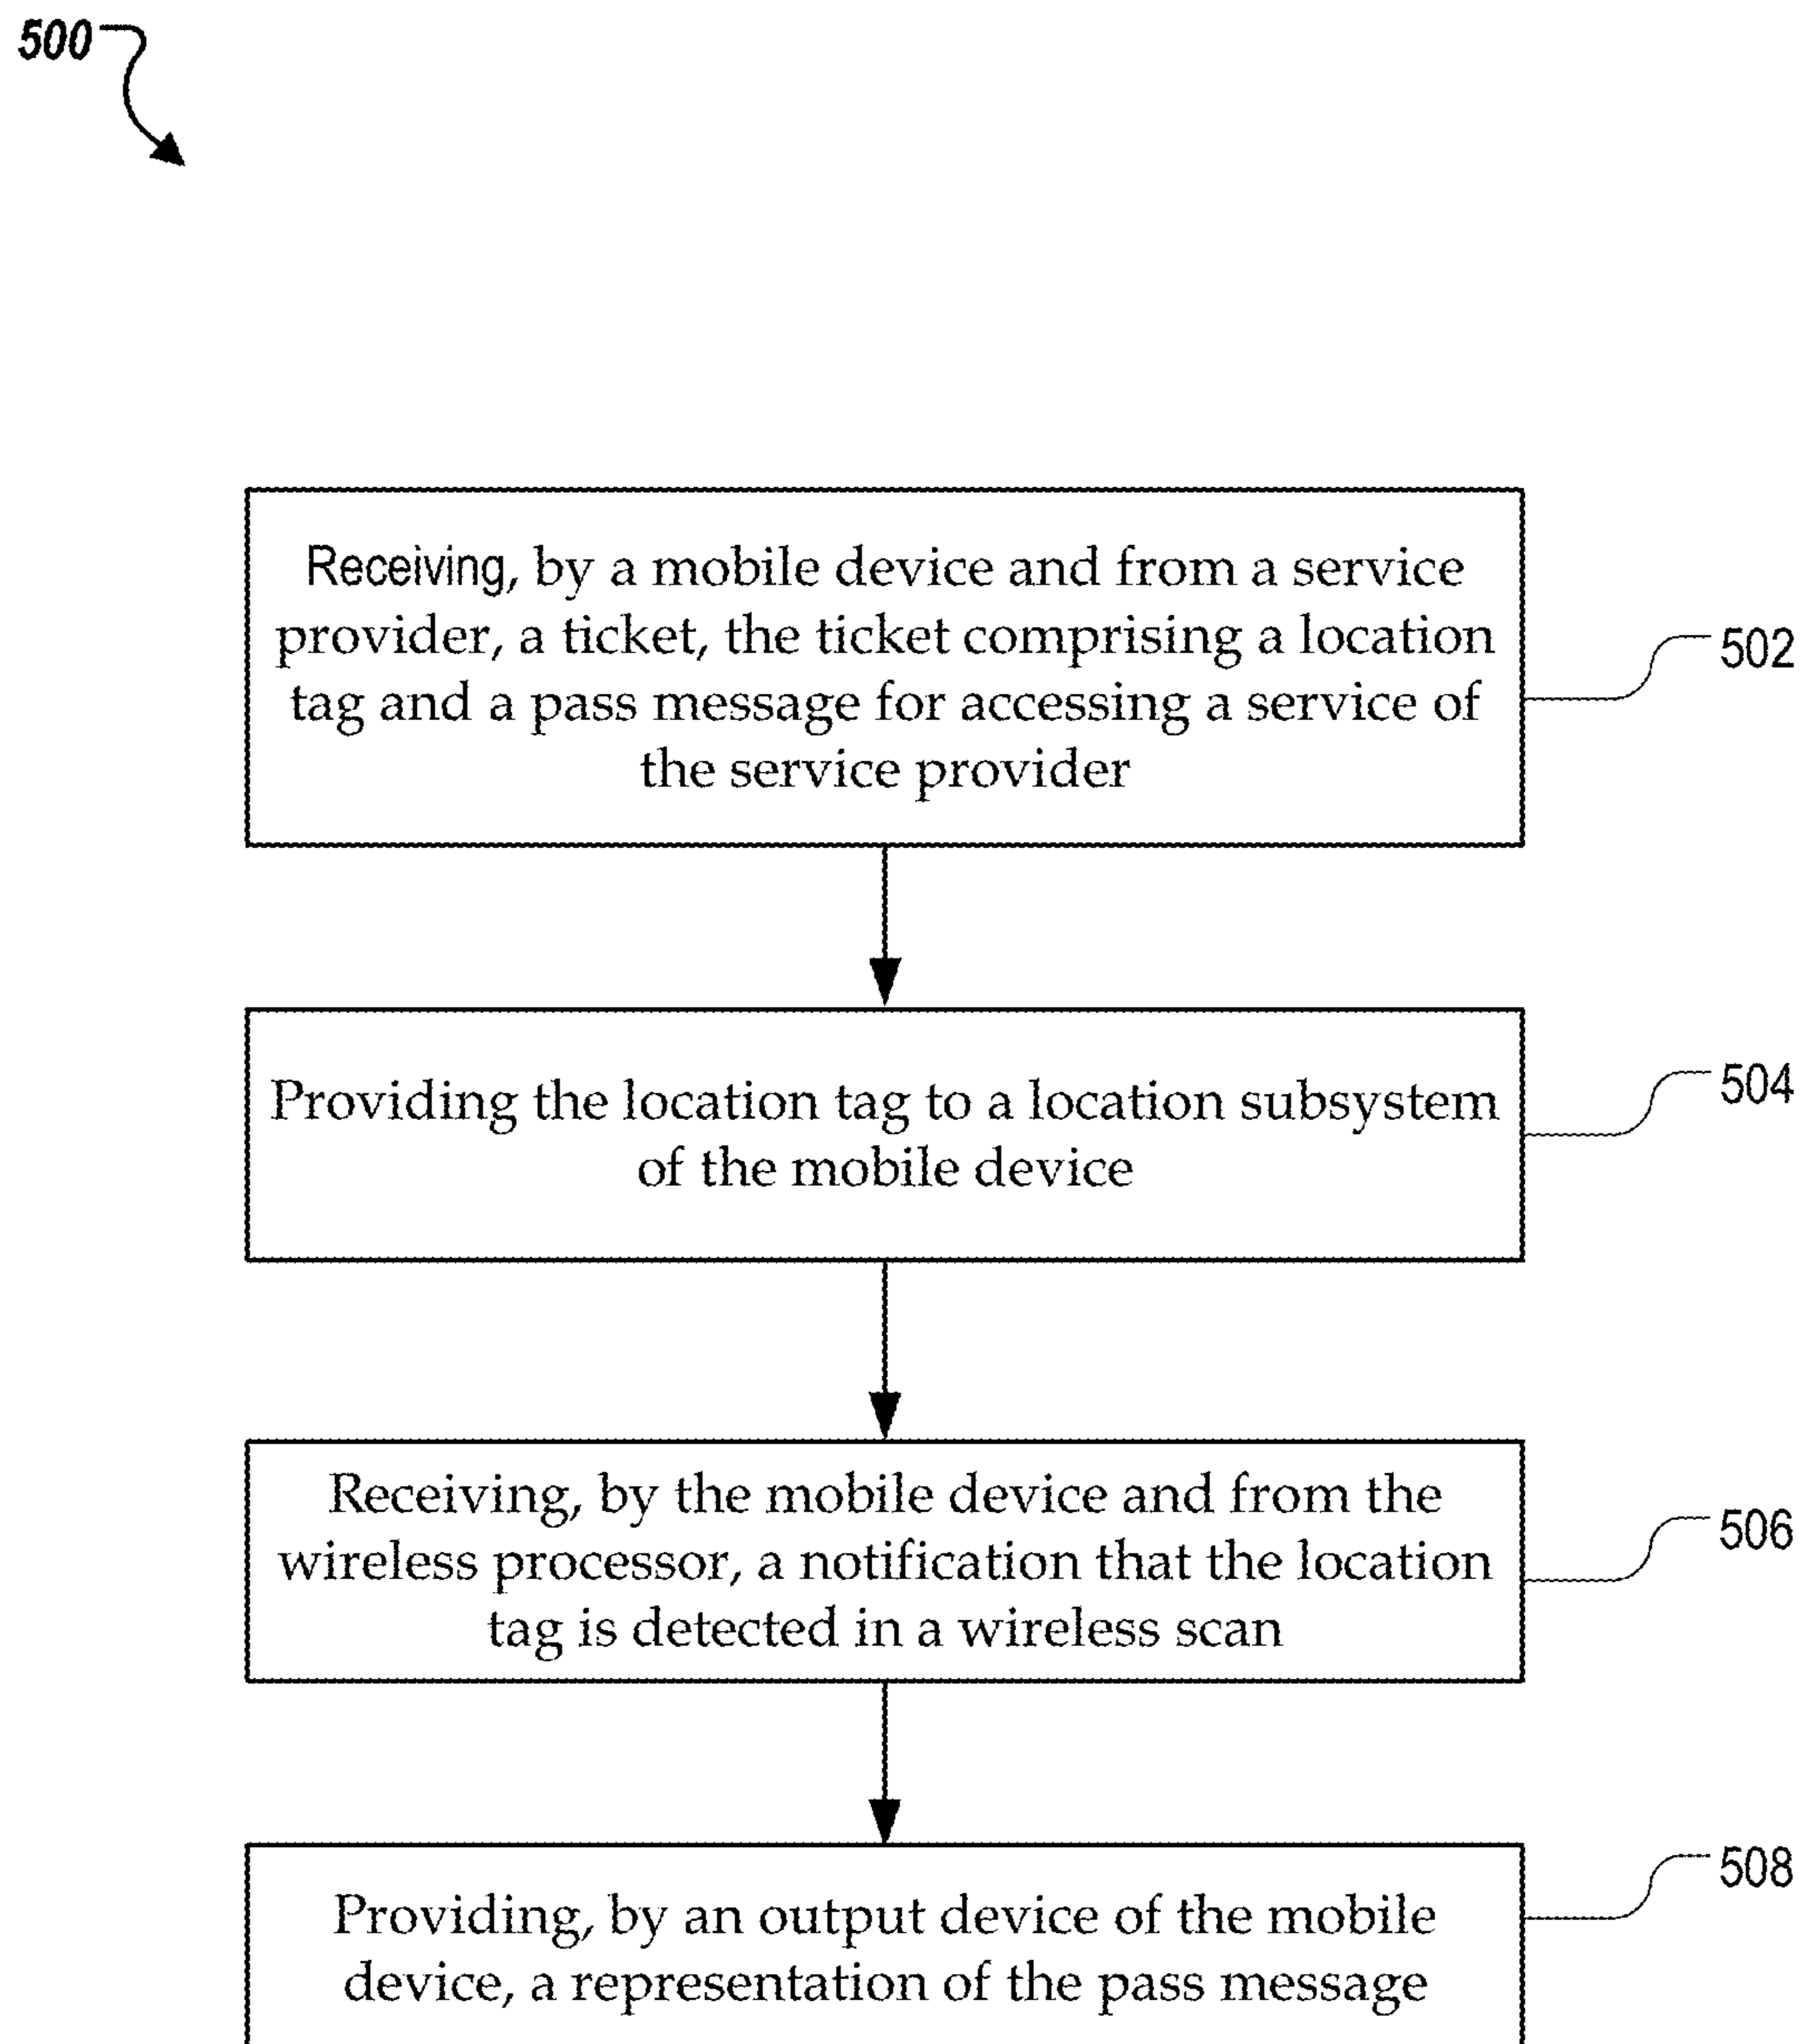 500
Receiving, by a mobile device and from a service
provider, a ticket, the ticket comprising a location
tag and a pass message for accessing a service of
the service provider
502
Providing the location tag to a location subsystem
of the mobile device
504
Receiving, by the mobile device and from the
wireless processor, a notification that the location
tag is detected in a wireless scan
506
Providing, by an output device of the mobile
device, a representation of the pass message
508